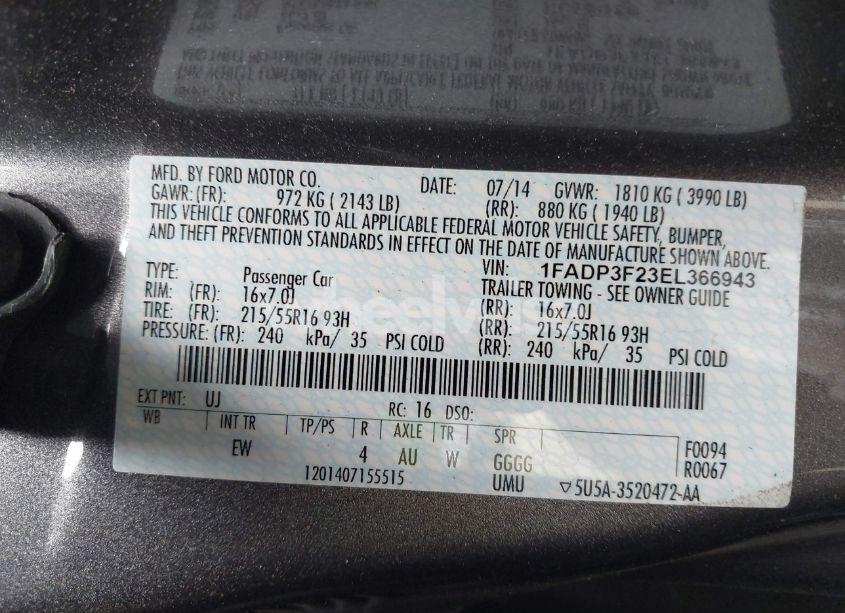 MFD. BY FORD MOTOR CO. DATE: 07/14 GVWR: 1810 KG ( 3990 LB)
GAWR: (FR): 972 KG ( 2143 LB) (RR): 880 KG ( 1940 LB)
THIS VEHICLE CONFORMS TO ALL APPLICABLE FEDERAL MOTOR VEHICLE SAFETY, BUMPER,
AND THEFT PREVENTION STANDARDS IN EFFECT ON THE DATE OF MANUFACTURE SHOWN ABOVE.
VIN: 1FADP3F23EL366943
TYPE: Passenger Car TRAILER TOWING - SEE OWNER GUIDE
RIM: (FR): 16x7.0J (RR): 16x7.0J
TIRE: (FR): 215/55R16 93H (RR): 215/55R16 93H
PRESSURE: (FR): 240 kPa/ 35 PSI COLD (RR): 240 kPa/ 35 PSI COLD
EXT PNT: UJ RC: 16 DSO:
WB INT TR TP/PS R AXLE TR SPR F0094
EW 4 AU W GGGG R0067
1201407155515 UMU ▽5U5A-3520472-AA